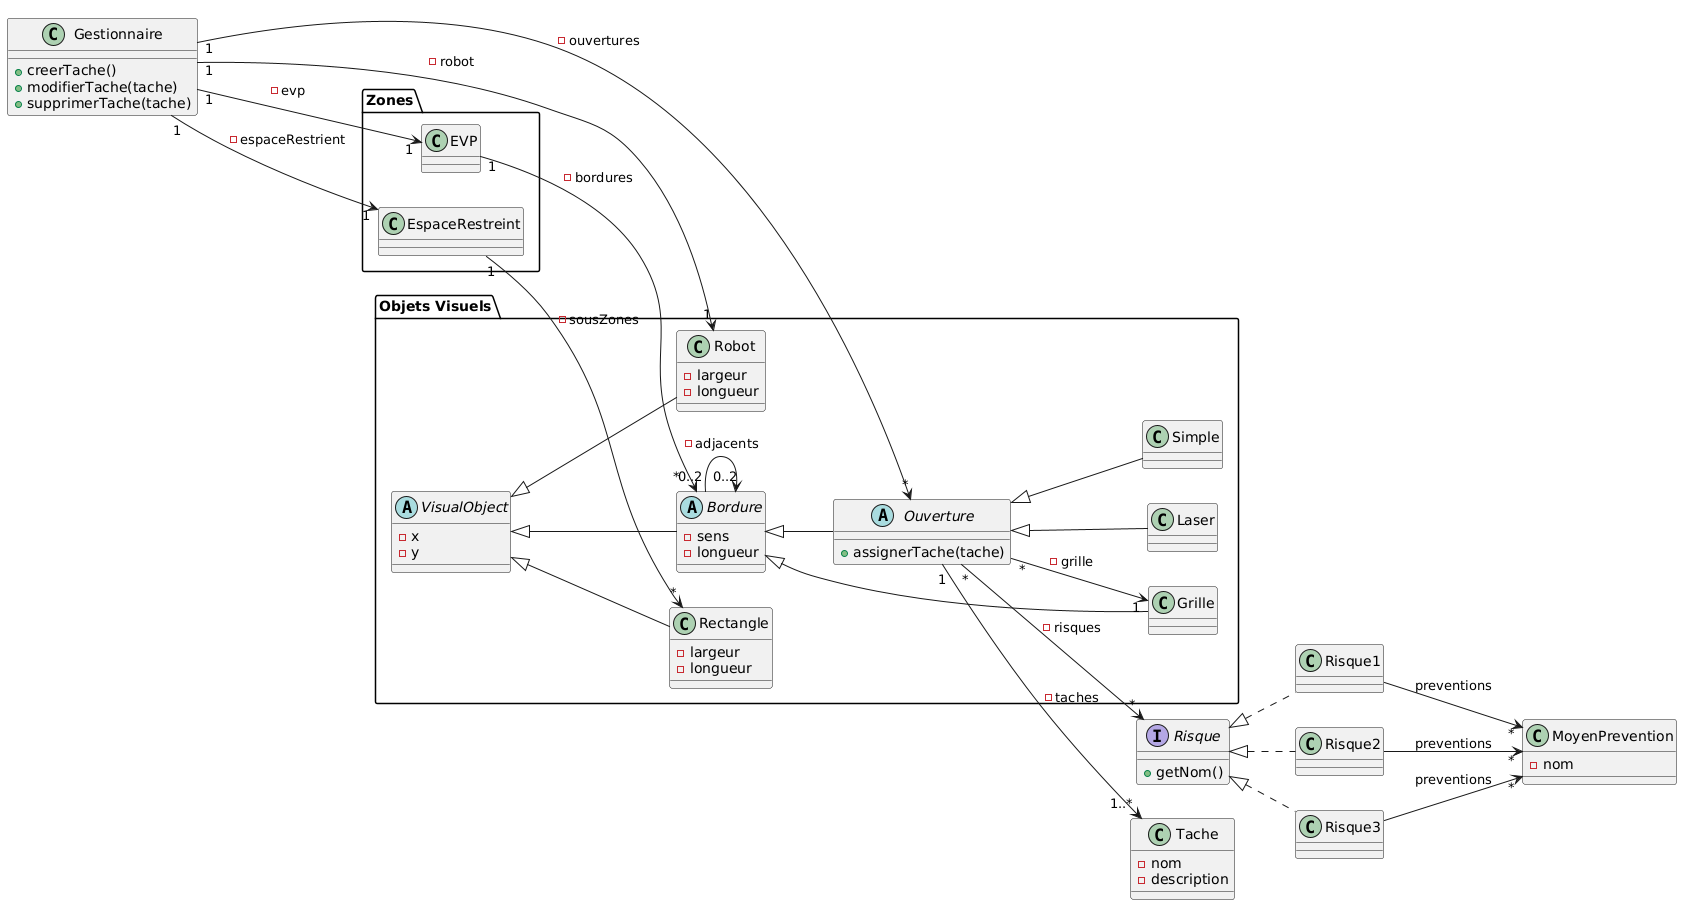 C Gestionnaire
creerTache()
modifierTache(tache)
supprimerTache(tache)
1
1
1
1
ouvertures
robot
evp
espaceRestrient
Zones
1
C EVP
1
1
C EspaceRestreint
1
bordures
sousZones
Objets Visuels
1
C Robot
largeur
longueur
adjacents
*
0..2
0..2
A VisualObject
x
y
A Bordure
sens
longueur
*
C Rectangle
largeur
longueur
*
A Ouverture
assignerTache(tache)
1
*
*
C Simple
C Laser
grille
1
C Grille
risques
taches
*
I Risque
getNom()
1..*
C Tache
nom
description
C Risque1
C Risque2
C Risque3
preventions
preventions
preventions
*
*
*
C MoyenPrevention
nom